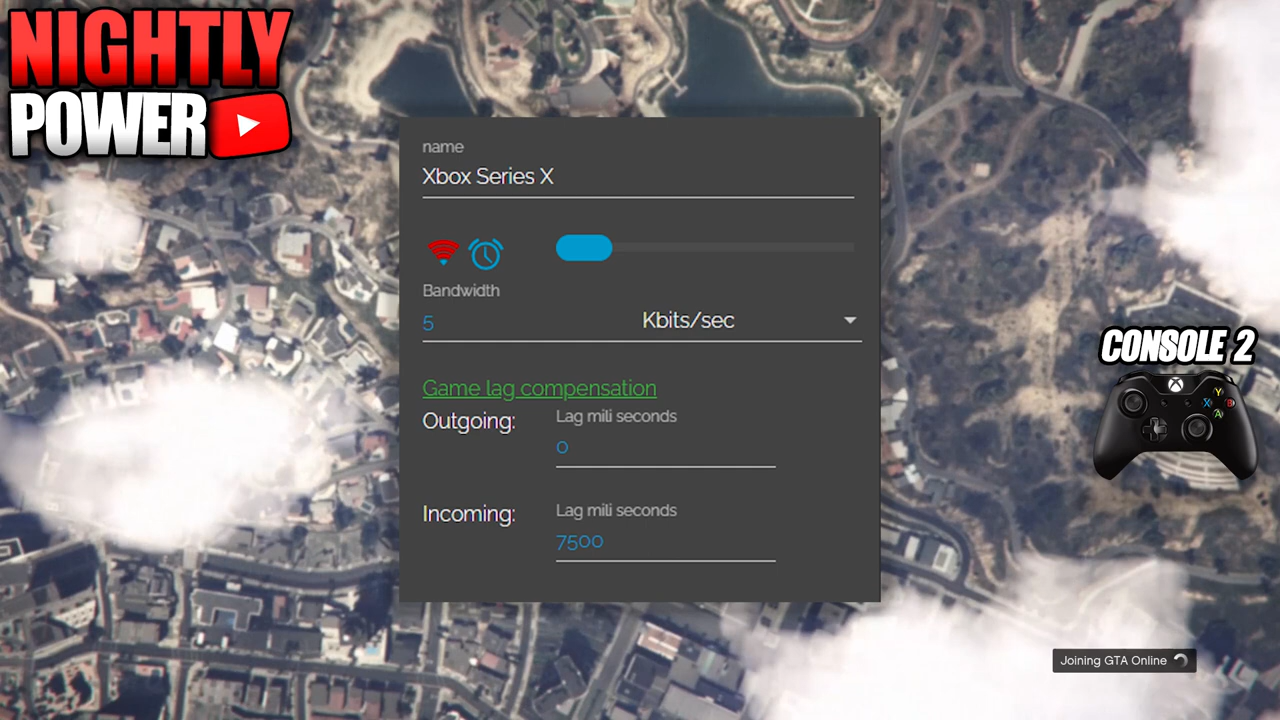 NIGHTLY
POWER
name
Xbox Series X
Bandwidth
5 Kbits/sec
Game lag compensation
Outgoing: Lag mili seconds
0
Incoming: Lag mili seconds
7500
CONSOLE 2
X Y B A
Joining GTA Online